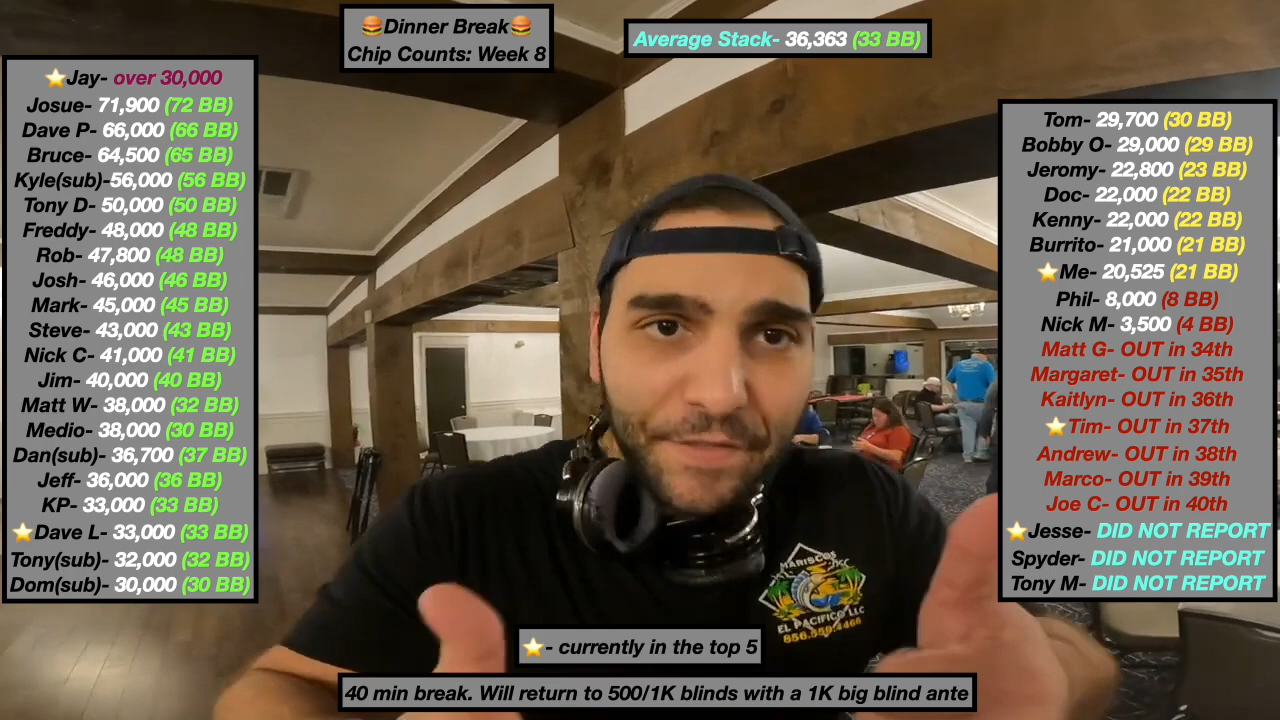 🍔Dinner Break🍔
Chip Counts: Week 8
Average Stack- 36,363 (33 BB)
⭐Jay- over 30,000
Josue- 71,900 (72 BB)
Dave P- 66,000 (66 BB)
Bruce- 64,500 (65 BB)
Kyle(sub)-56,000 (56 BB)
Tony D- 50,000 (50 BB)
Freddy- 48,000 (48 BB)
Rob- 47,800 (48 BB)
Josh- 46,000 (46 BB)
Mark- 45,000 (45 BB)
Steve- 43,000 (43 BB)
Nick C- 41,000 (41 BB)
Jim- 40,000 (40 BB)
Matt W- 38,000 (32 BB)
Medio- 38,000 (30 BB)
Dan(sub)- 36,700 (37 BB)
Jeff- 36,000 (36 BB)
KP- 33,000 (33 BB)
⭐Dave L- 33,000 (33 BB)
Tony(sub)- 32,000 (32 BB)
Dom(sub)- 30,000 (30 BB)
Tom- 29,700 (30 BB)
Bobby O- 29,000 (29 BB)
Jeromy- 22,800 (23 BB)
Doc- 22,000 (22 BB)
Kenny- 22,000 (22 BB)
Burrito- 21,000 (21 BB)
⭐Me- 20,525 (21 BB)
Phil- 8,000 (8 BB)
Nick M- 3,500 (4 BB)
Matt G- OUT in 34th
Margaret- OUT in 35th
Kaitlyn- OUT in 36th
⭐Tim- OUT in 37th
Andrew- OUT in 38th
Marco- OUT in 39th
Joe C- OUT in 40th
⭐Jesse- DID NOT REPORT
Spyder- DID NOT REPORT
Tony M- DID NOT REPORT
MARISCOS
EL PACIFICO LLC
856.559.4466
⭐- currently in the top 5
40 min break. Will return to 500/1K blinds with a 1K big blind ante